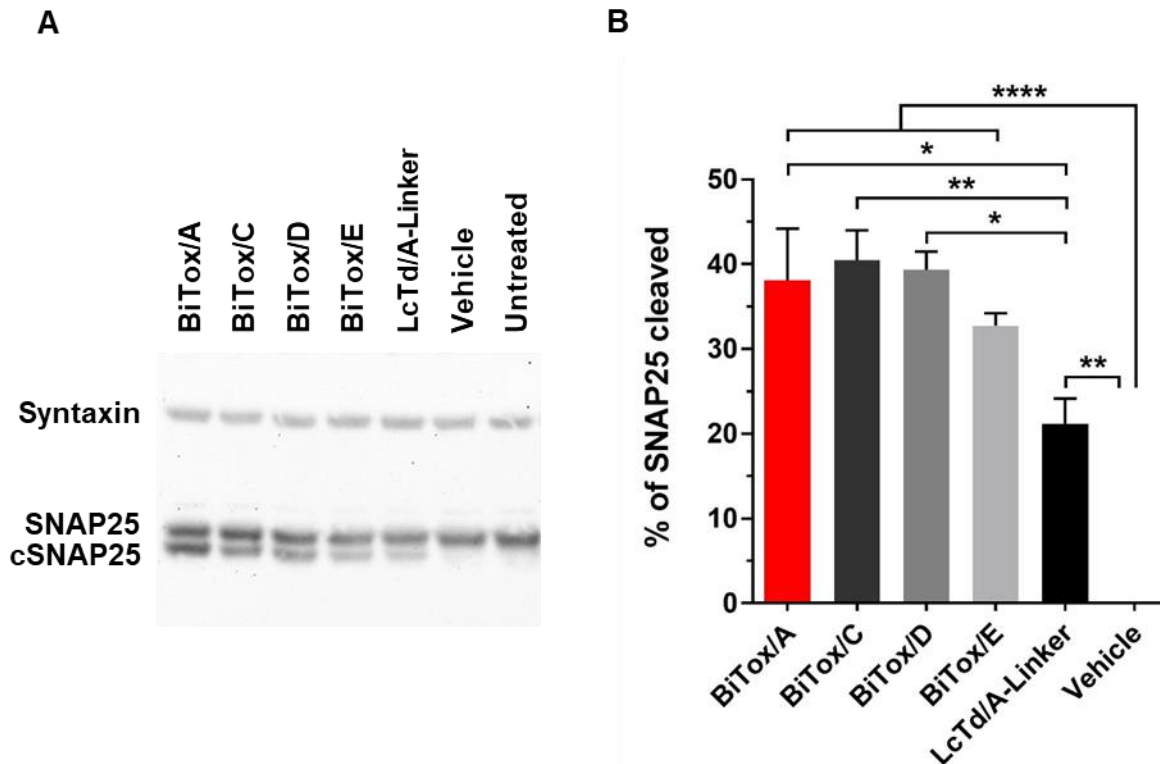 A
BiTox/A
BiTox/C
BiTox/D
BiTox/E
LcTd/A-Linker
Vehicle
Untreated
Syntaxin
SNAP25
cSNAP25
B
****
*
**
*
**
% of SNAP25 cleaved
50
40
30
20
10
0
BiTox/A
BiTox/C
BiTox/D
BiTox/E
LcTd/A-Linker
Vehicle